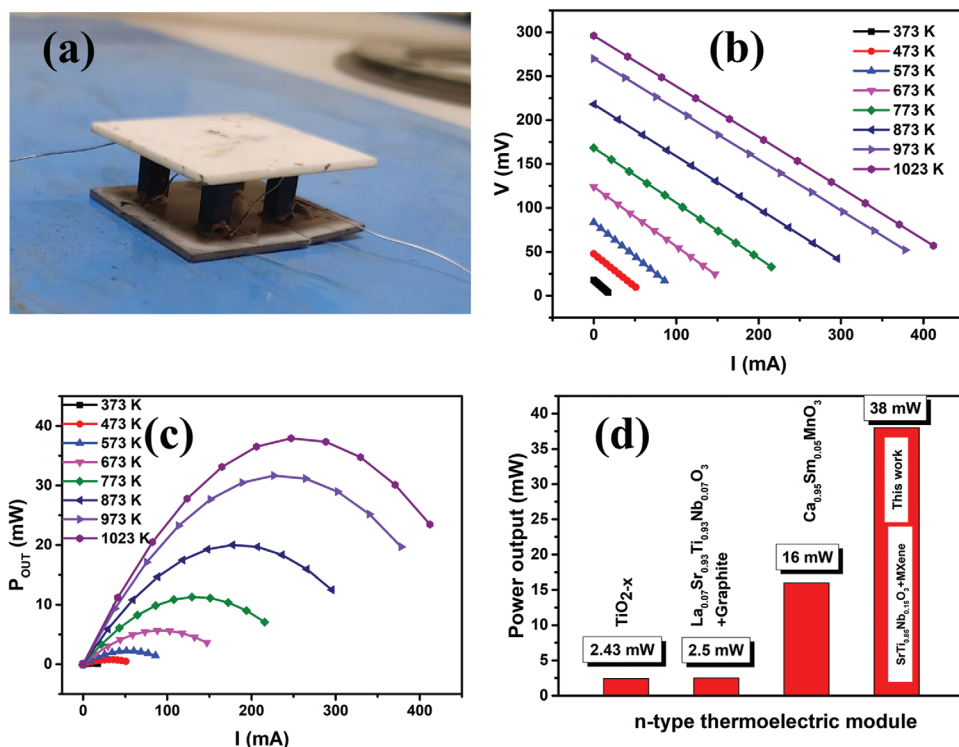 (a)
(b)
V (mV)
300
250
200
150
100
50
0
0
100
200
300
400
I (mA)
373 K
473 K
573 K
673 K
773 K
873 K
973 K
1023 K
(c)
P_OUT (mW)
40
30
20
10
0
0
100
200
300
400
I (mA)
373 K
473 K
573 K
673 K
773 K
873 K
973 K
1023 K
(d)
Power output (mW)
40
35
30
25
20
15
10
5
0
TiO₂₋ₓ
2.43 mW
La₀.₀₇Sr₀.₉₃Ti₀.₉₃Nb₀.₀₇O₃
+Graphite
2.5 mW
Ca₀.₉₅Sm₀.₀₅MnO₃
16 mW
38 mW
This work
SrTi₀.₈₅Nb₀.₁₅O₃+MXene
n-type thermoelectric module